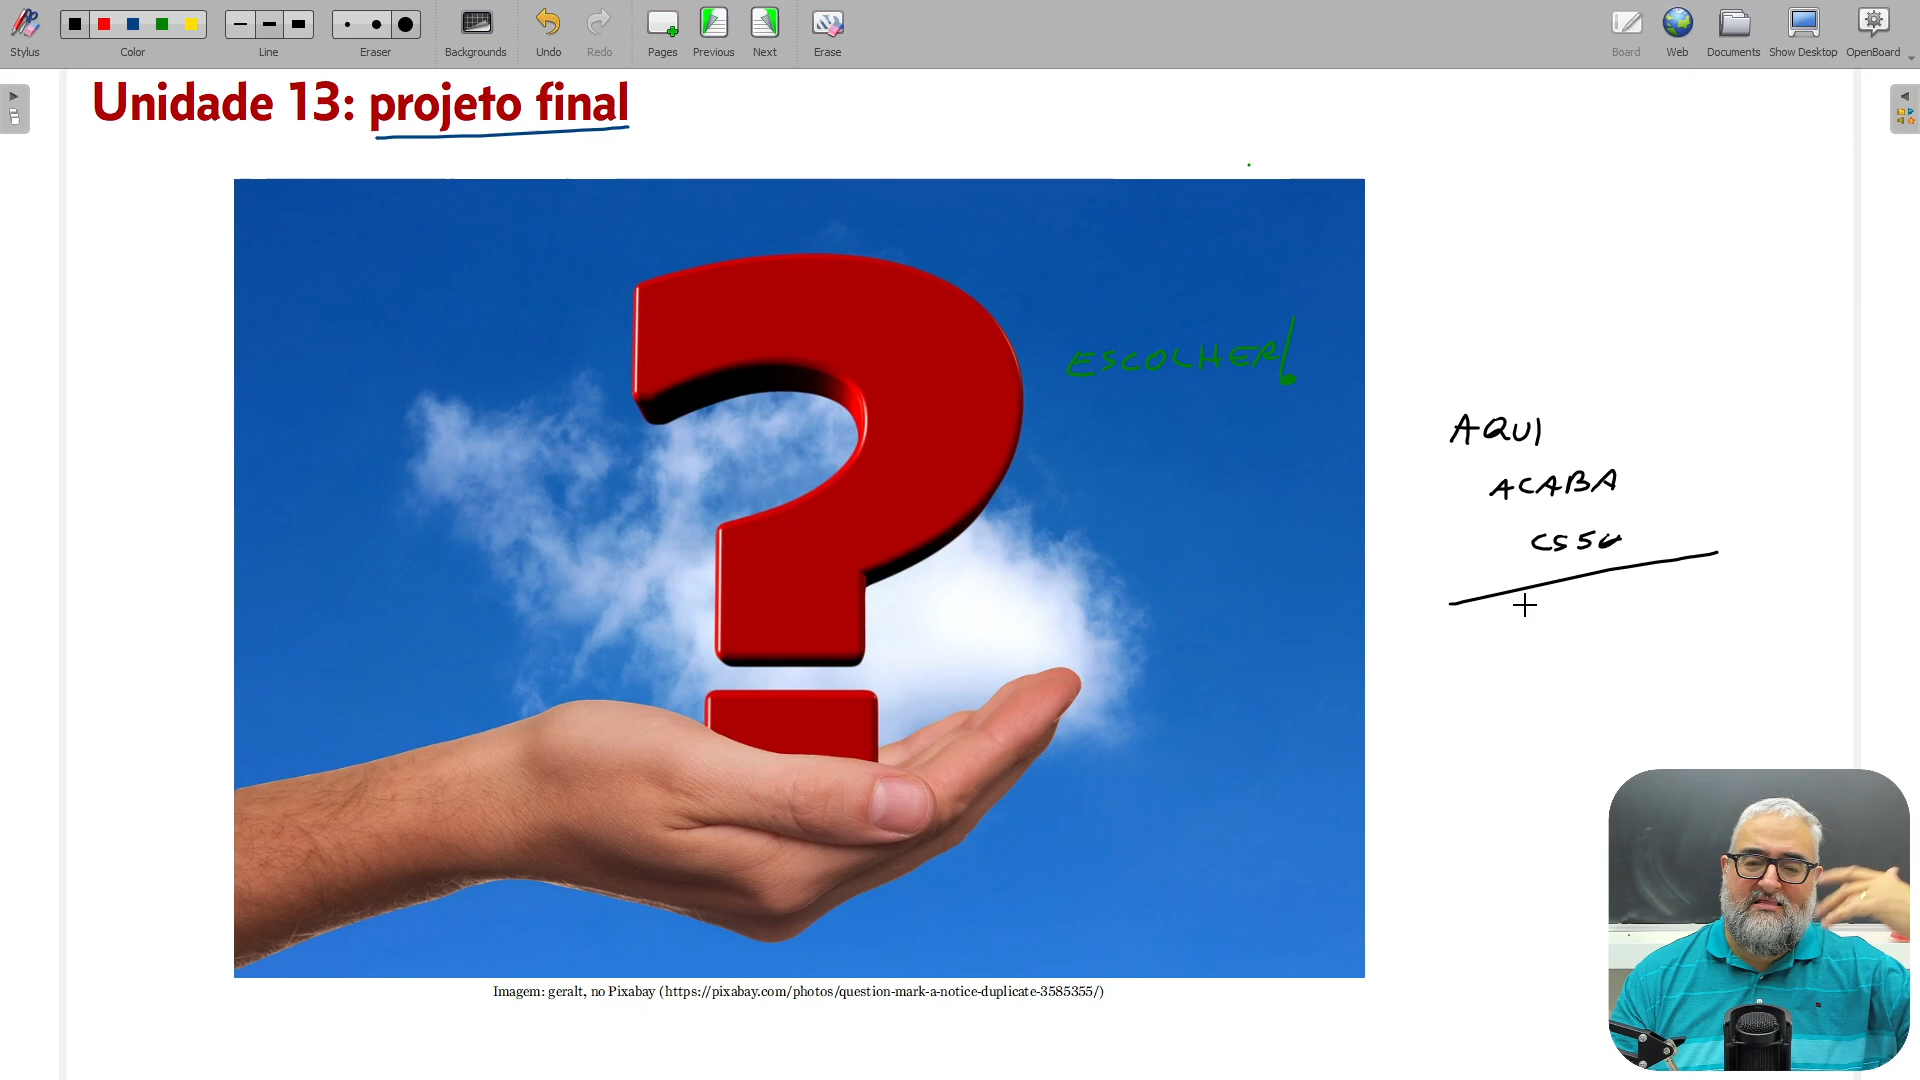 Stylus
Color
Line
Eraser
Backgrounds
Undo
Redo
Pages
Previous
Next
Erase
Board
Web
Documents
Show Desktop
OpenBoard
Unidade 13: projeto final
ESCOLHER!
AQUI
ACABA
CS50
Imagem: geralt, no Pixabay (https://pixabay.com/photos/question-mark-a-notice-duplicate-3585355/)